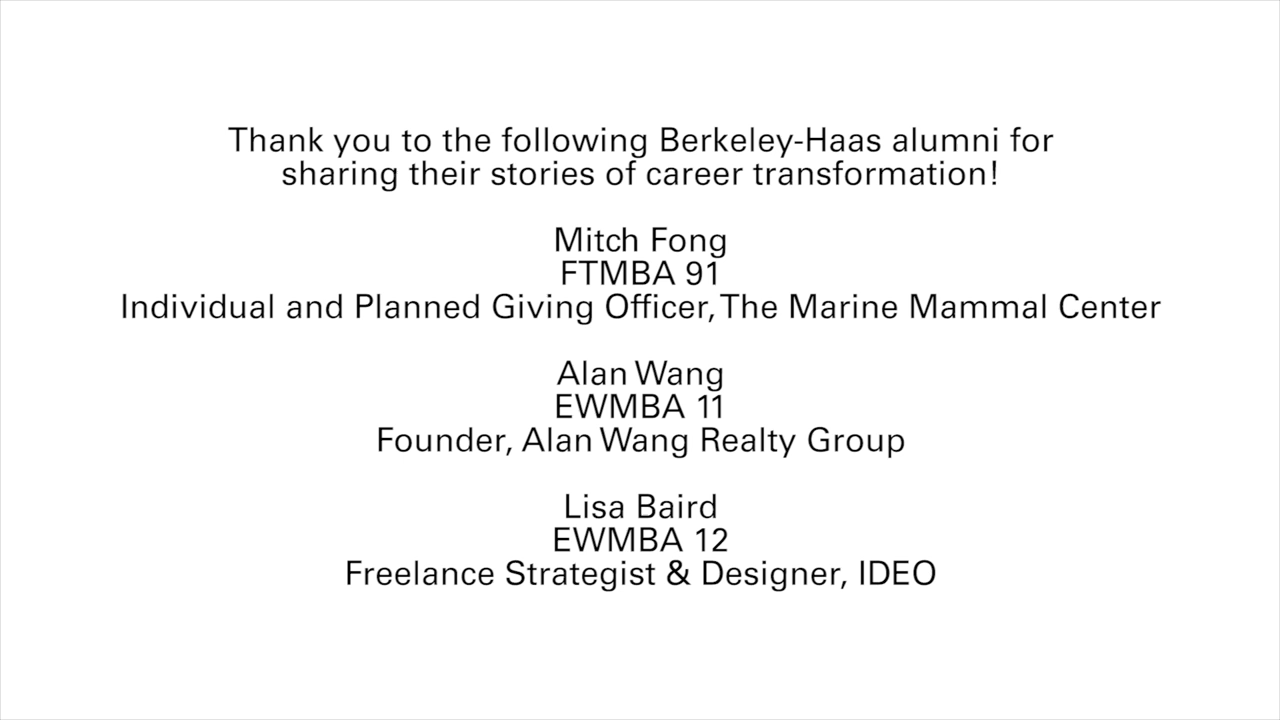 Thank you to the following Berkeley-Haas alumni for
sharing their stories of career transformation!
Mitch Fong
FTMBA 91
Individual and Planned Giving Officer, The Marine Mammal Center
Alan Wang
EWMBA 11
Founder, Alan Wang Realty Group
Lisa Baird
EWMBA 12
Freelance Strategist & Designer, IDEO